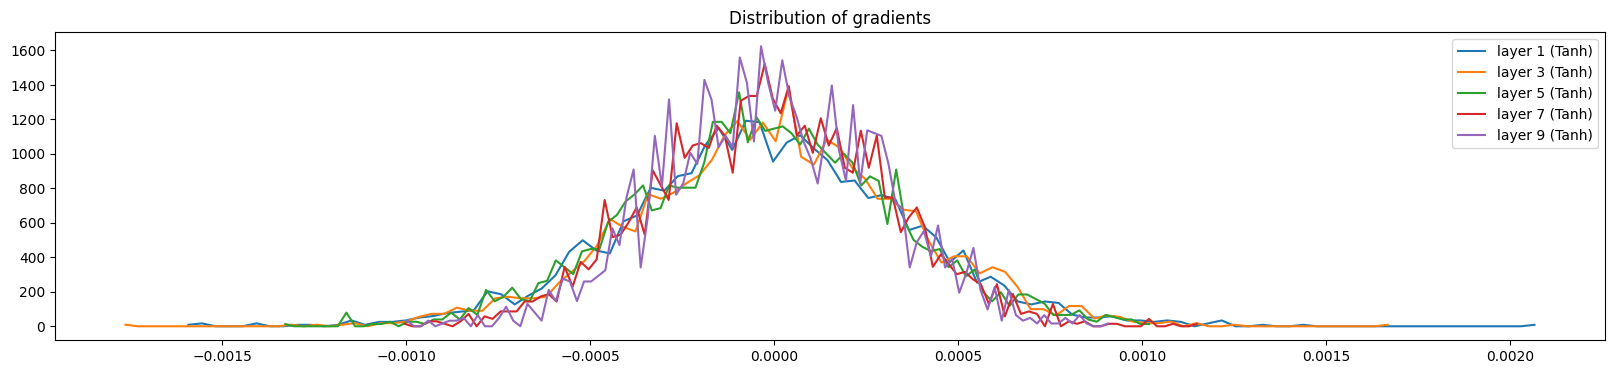 Distribution of gradients
1600
1400
1200
1000
800
600
400
200
0
layer 1 (Tanh)
layer 3 (Tanh)
layer 5 (Tanh)
layer 7 (Tanh)
layer 9 (Tanh)
−0.0015 −0.0010 −0.0005 0.0000 0.0005 0.0010 0.0015 0.0020